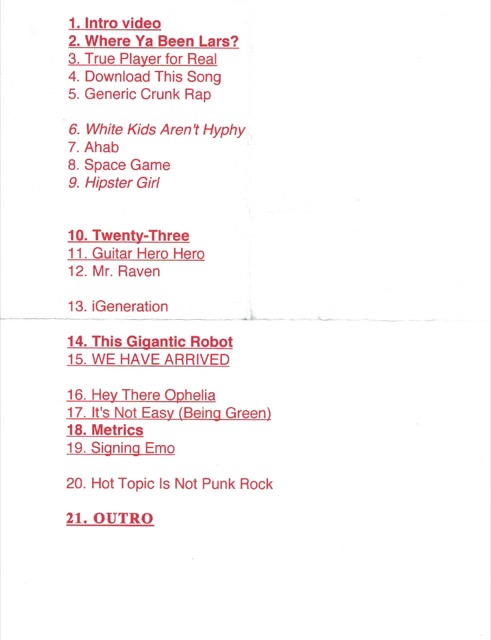 1. Intro video
2. Where Ya Been Lars?
3. True Player for Real
4. Download This Song
5. Generic Crunk Rap
6. White Kids Aren't Hyphy
7. Ahab
8. Space Game
9. Hipster Girl
10. Twenty-Three
11. Guitar Hero Hero
12. Mr. Raven
13. iGeneration
14. This Gigantic Robot
15. WE HAVE ARRIVED
16. Hey There Ophelia
17. It's Not Easy (Being Green)
18. Metrics
19. Signing Emo
20. Hot Topic Is Not Punk Rock
21. OUTRO